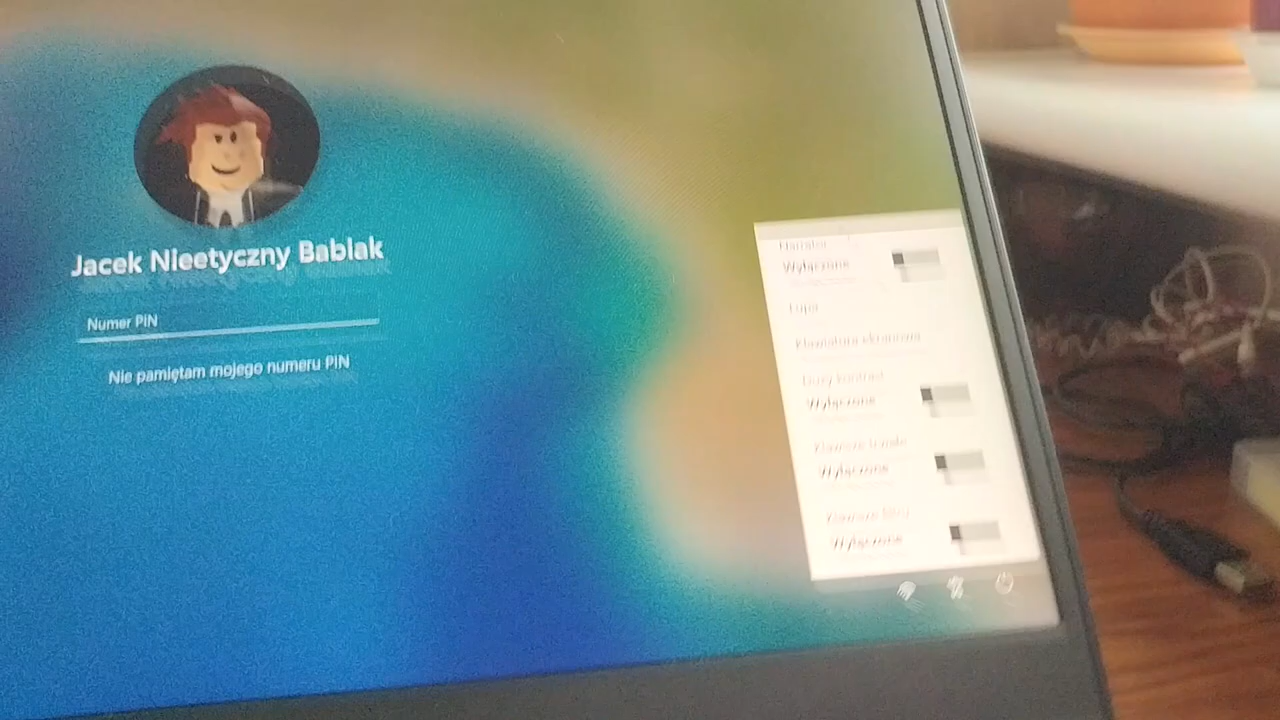 Jacek Nieetyczny Bablak
Numer PIN
Nie pamiętam mojego numeru PIN
Narrator
Wyłączone
Lupa
Klawiatura ekranowa
Duży kontrast
Wyłączone
Klawisze trwałe
Wyłączone
Klawisze filtru
Wyłączone